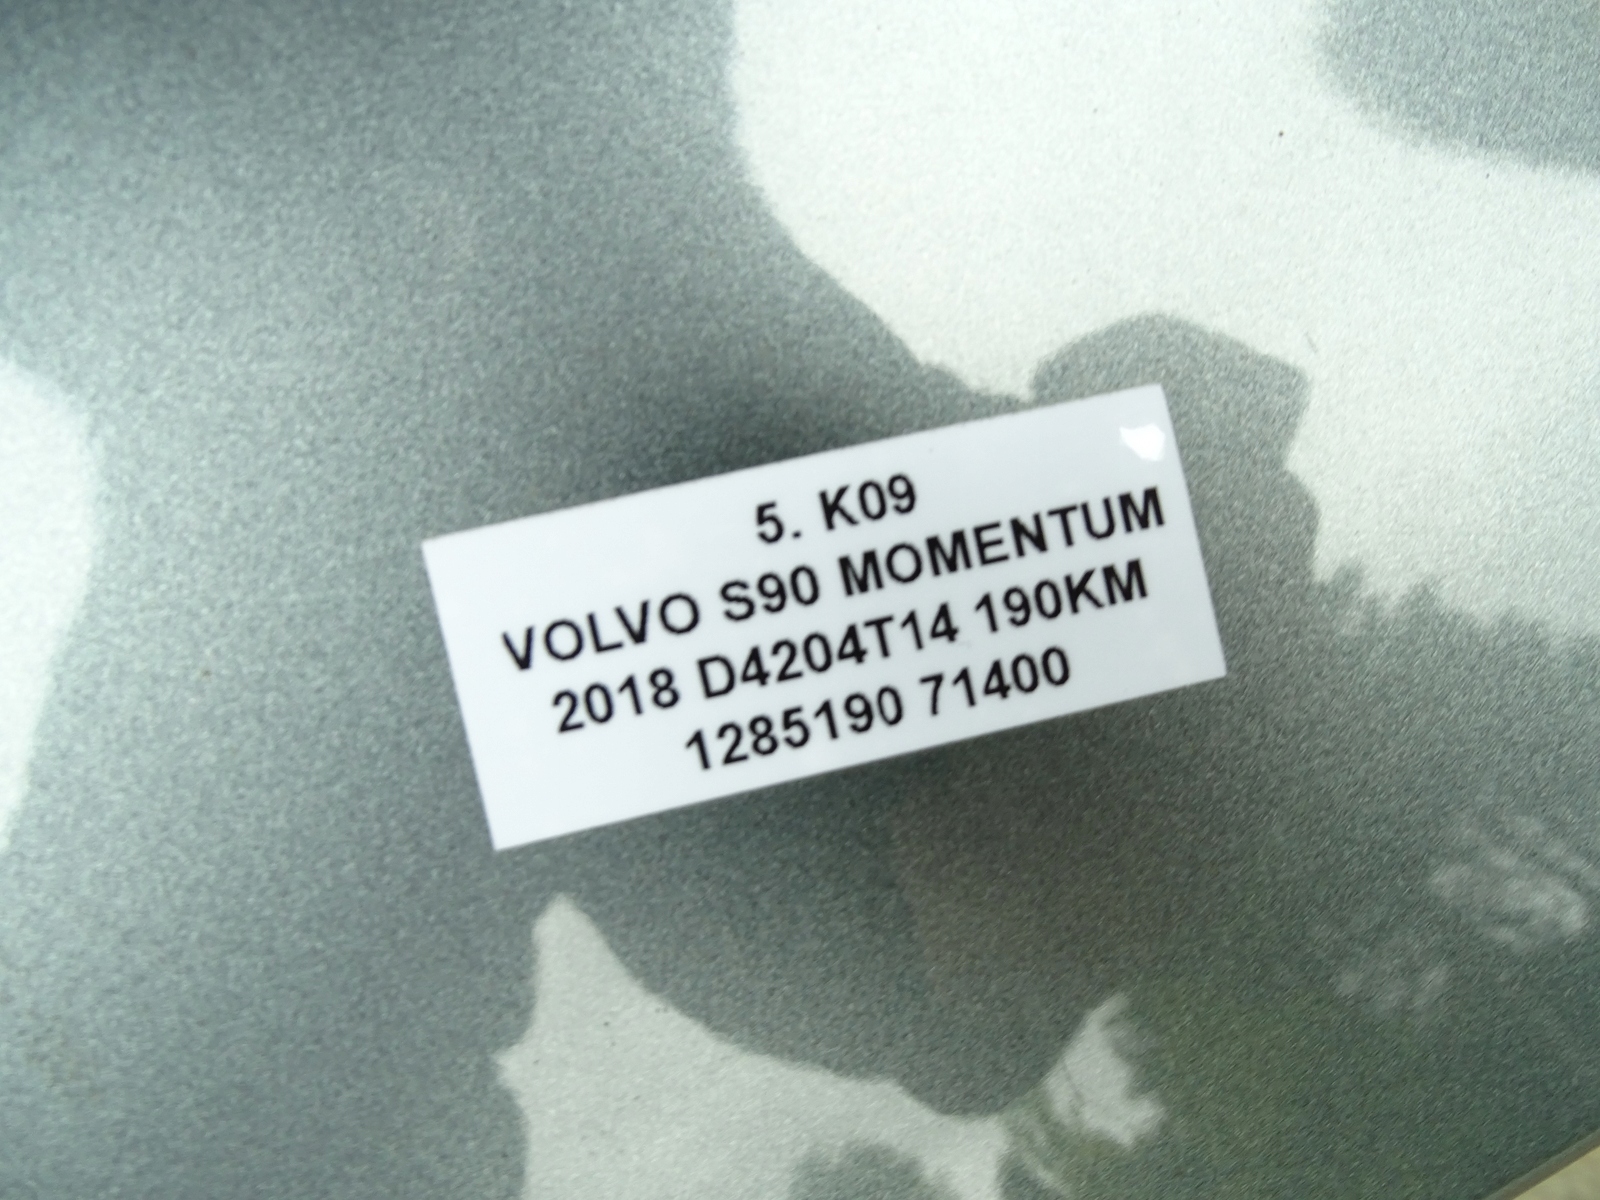 5. K09
VOLVO S90 MOMENTUM
2018 D4204T14 190KM
1285190 71400